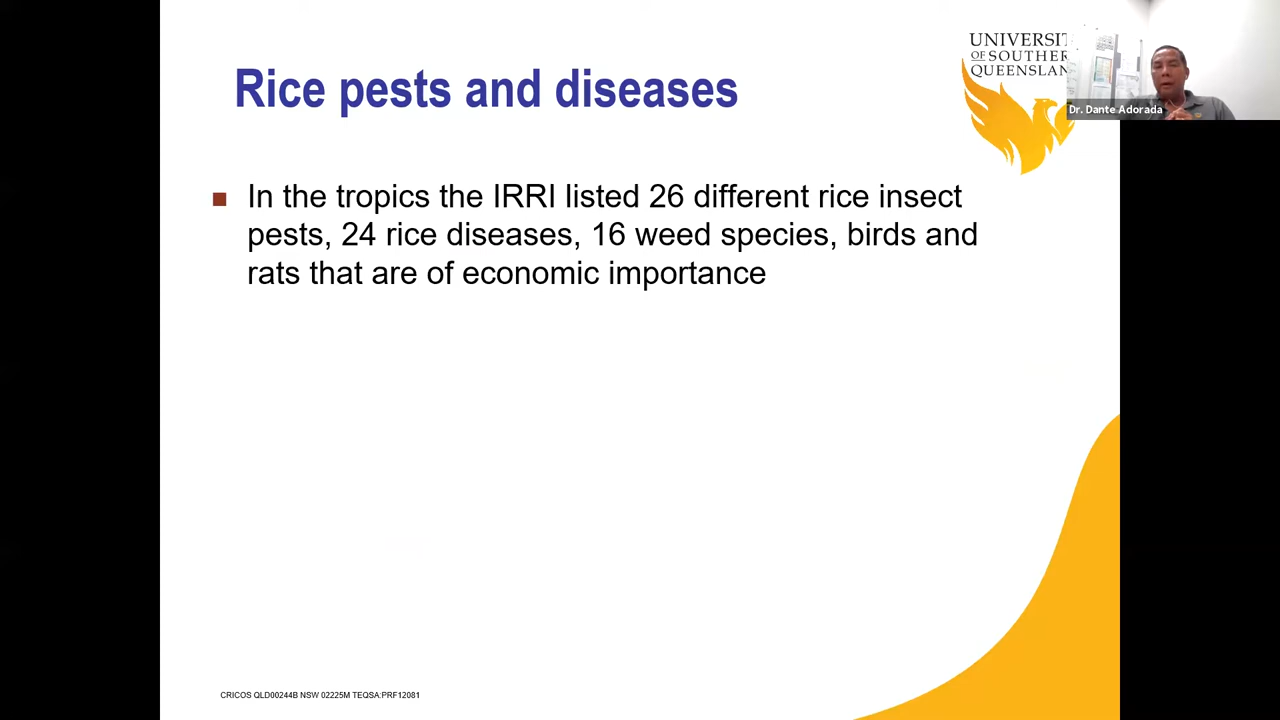 Rice pests and diseases
UNIVERSIT
OF SOUTHER
QUEENSLAN
Dr. Dante Adorada
In the tropics the IRRI listed 26 different rice insect
pests, 24 rice diseases, 16 weed species, birds and
rats that are of economic importance
CRICOS QLD00244B NSW 02225M TEQSA:PRF12081